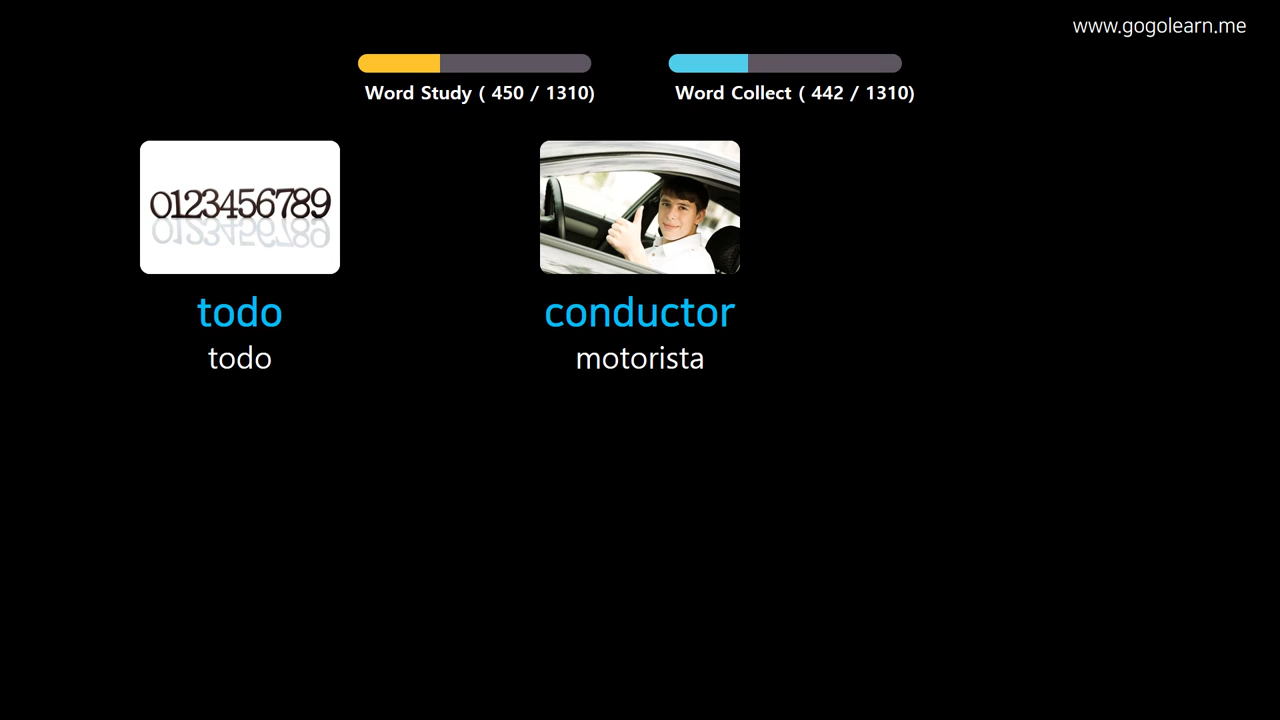 www.gogolearn.me
Word Study ( 450 / 1310)
Word Collect ( 442 / 1310)
0123456789
todo
todo
conductor
motorista